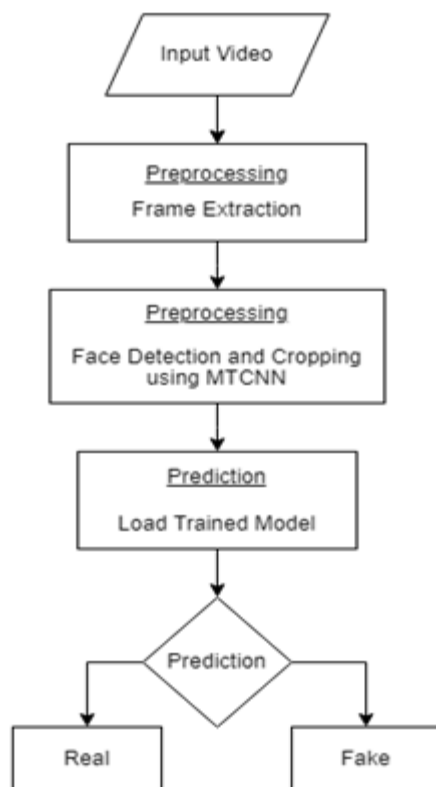 Input Video
Preprocessing
Frame Extraction
Preprocessing
Face Detection and Cropping
using MTCNN
Prediction
Load Trained Model
Prediction
Real
Fake